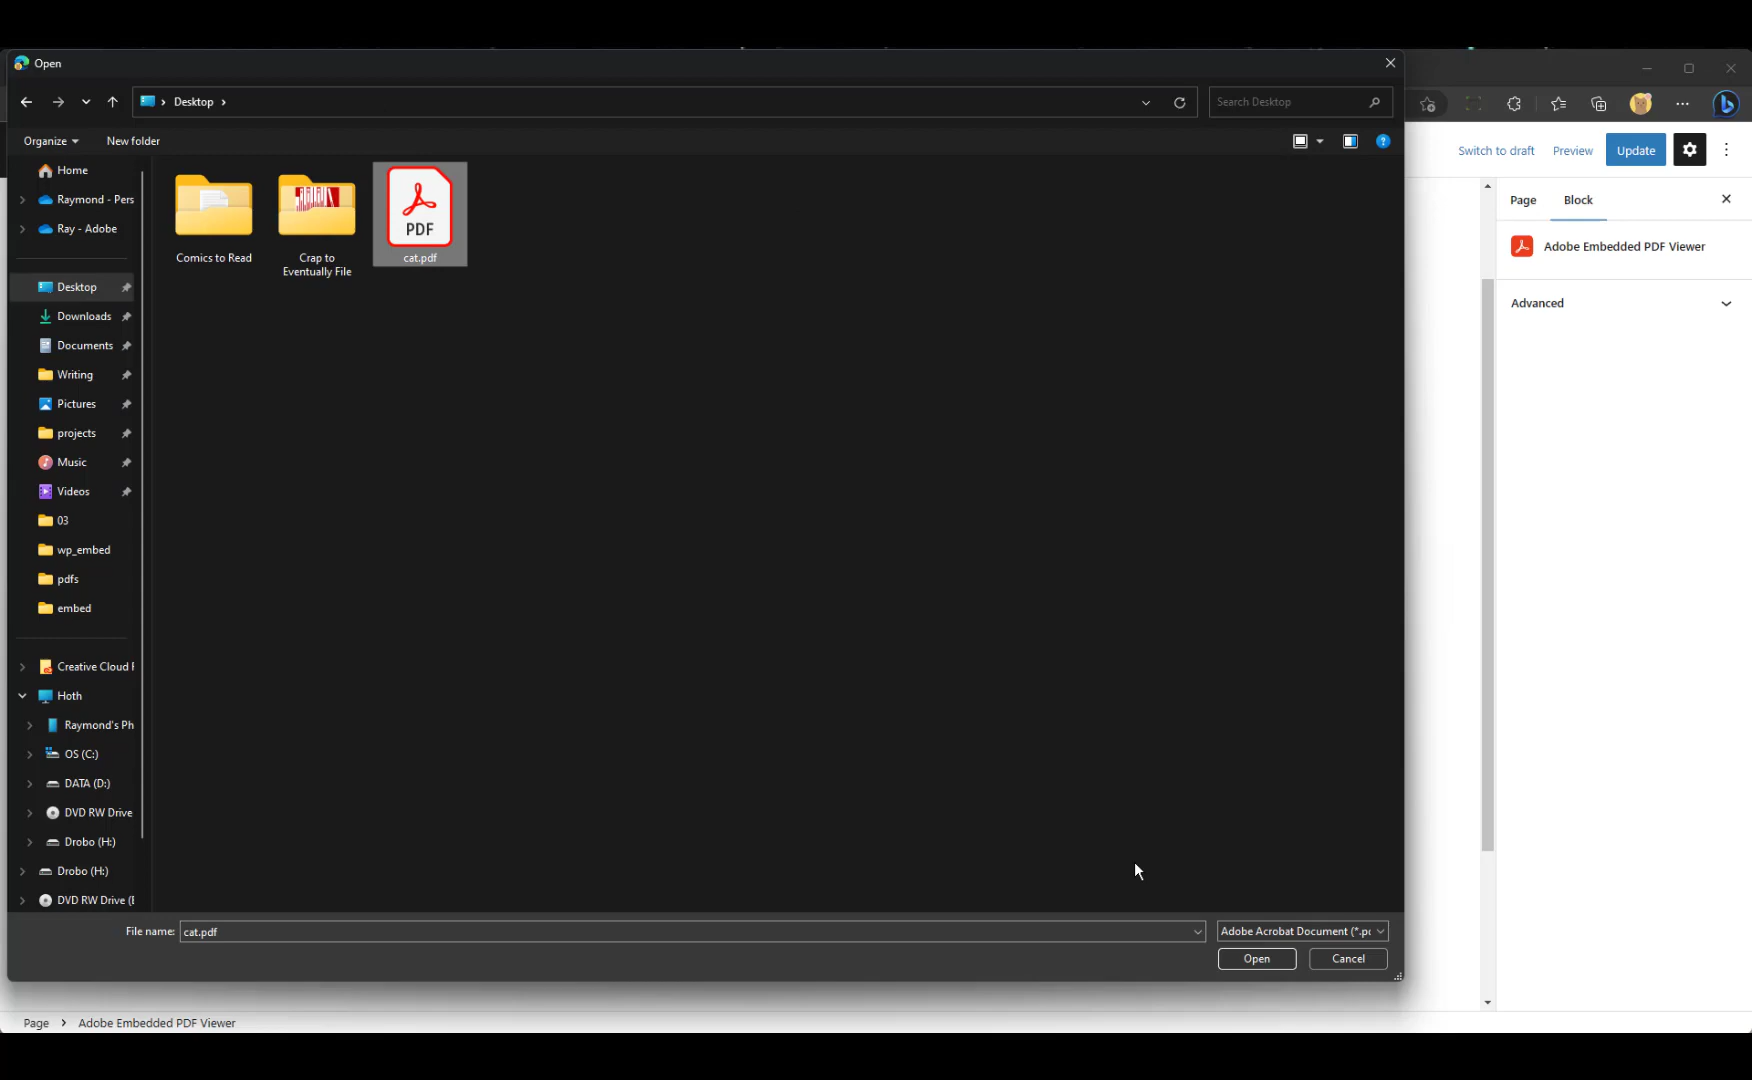 Open
Desktop
Search Desktop
Organize
New folder
Switch to draft
Preview
Update
Home
Raymond - Pers
Ray - Adobe
Desktop
Downloads
Documents
Writing
Pictures
projects
Music
Videos
03
wp_embed
pdfs
embed
Creative Cloud F
Hoth
Raymond's Ph
OS (C:)
DATA (D:)
DVD RW Drive
Drobo (H:)
Drobo (H:)
DVD RW Drive (E
PDF
Comics to Read
Crap to
Eventually File
cat.pdf
Page
Block
Adobe Embedded PDF Viewer
Advanced
File name:
cat.pdf
Adobe Acrobat Document (*.pc
Open
Cancel
Page
Adobe Embedded PDF Viewer